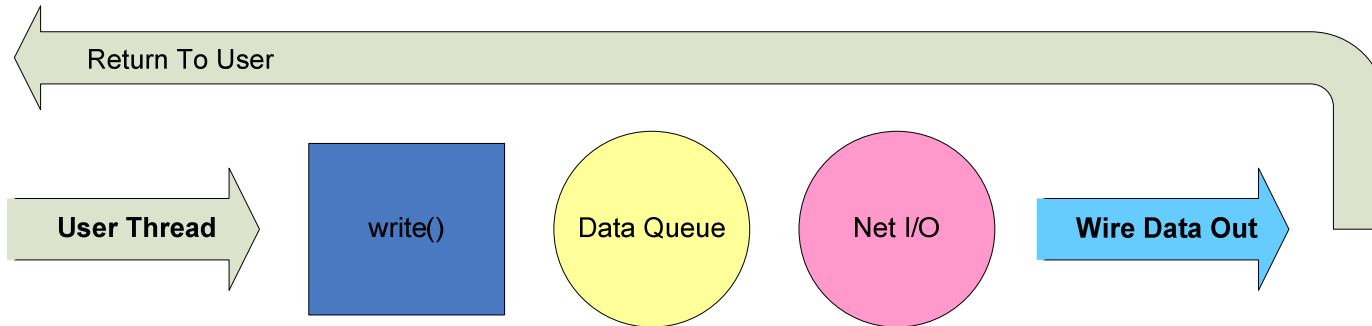 Return To User
User Thread
write()
Data Queue
Net I/O
Wire Data Out